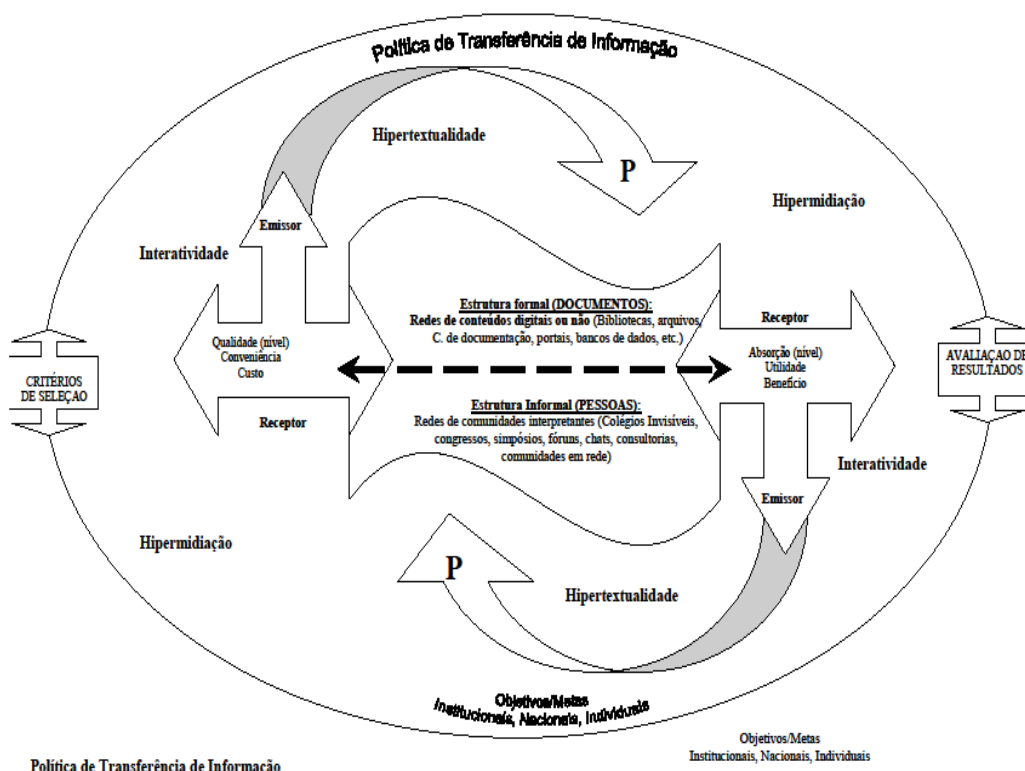 Política de Transferência de Informação
Hipertextualidade
P
Hipermidiação
Emissor
Interatividade
Estrutura formal (DOCUMENTOS):
Redes de conteúdos digitais ou não (Bibliotecas, arquivos,
C. de documentação, portais, bancos de dados, etc.)
Receptor
Qualidade (nível)
Conveniência
Custo
Absorção (nível)
Utilidade
Benefício
CRITÉRIOS
DE SELEÇAO
AVALIAÇAO DE
RESULTADOS
Estrutura Informal (PESSOAS):
Redes de comunidades interpretantes (Colégios Invisíveis,
congressos, simpósios, fóruns, chats, consultorias,
comunidades em rede)
Receptor
Interatividade
Emissor
Hipermidiação
P
Hipertextualidade
Objetivos/Metas
Institucionais, Nacionais, Individuais
Objetivos/Metas
Institucionais, Nacionais, Individuais
Política de Transferência de Informação